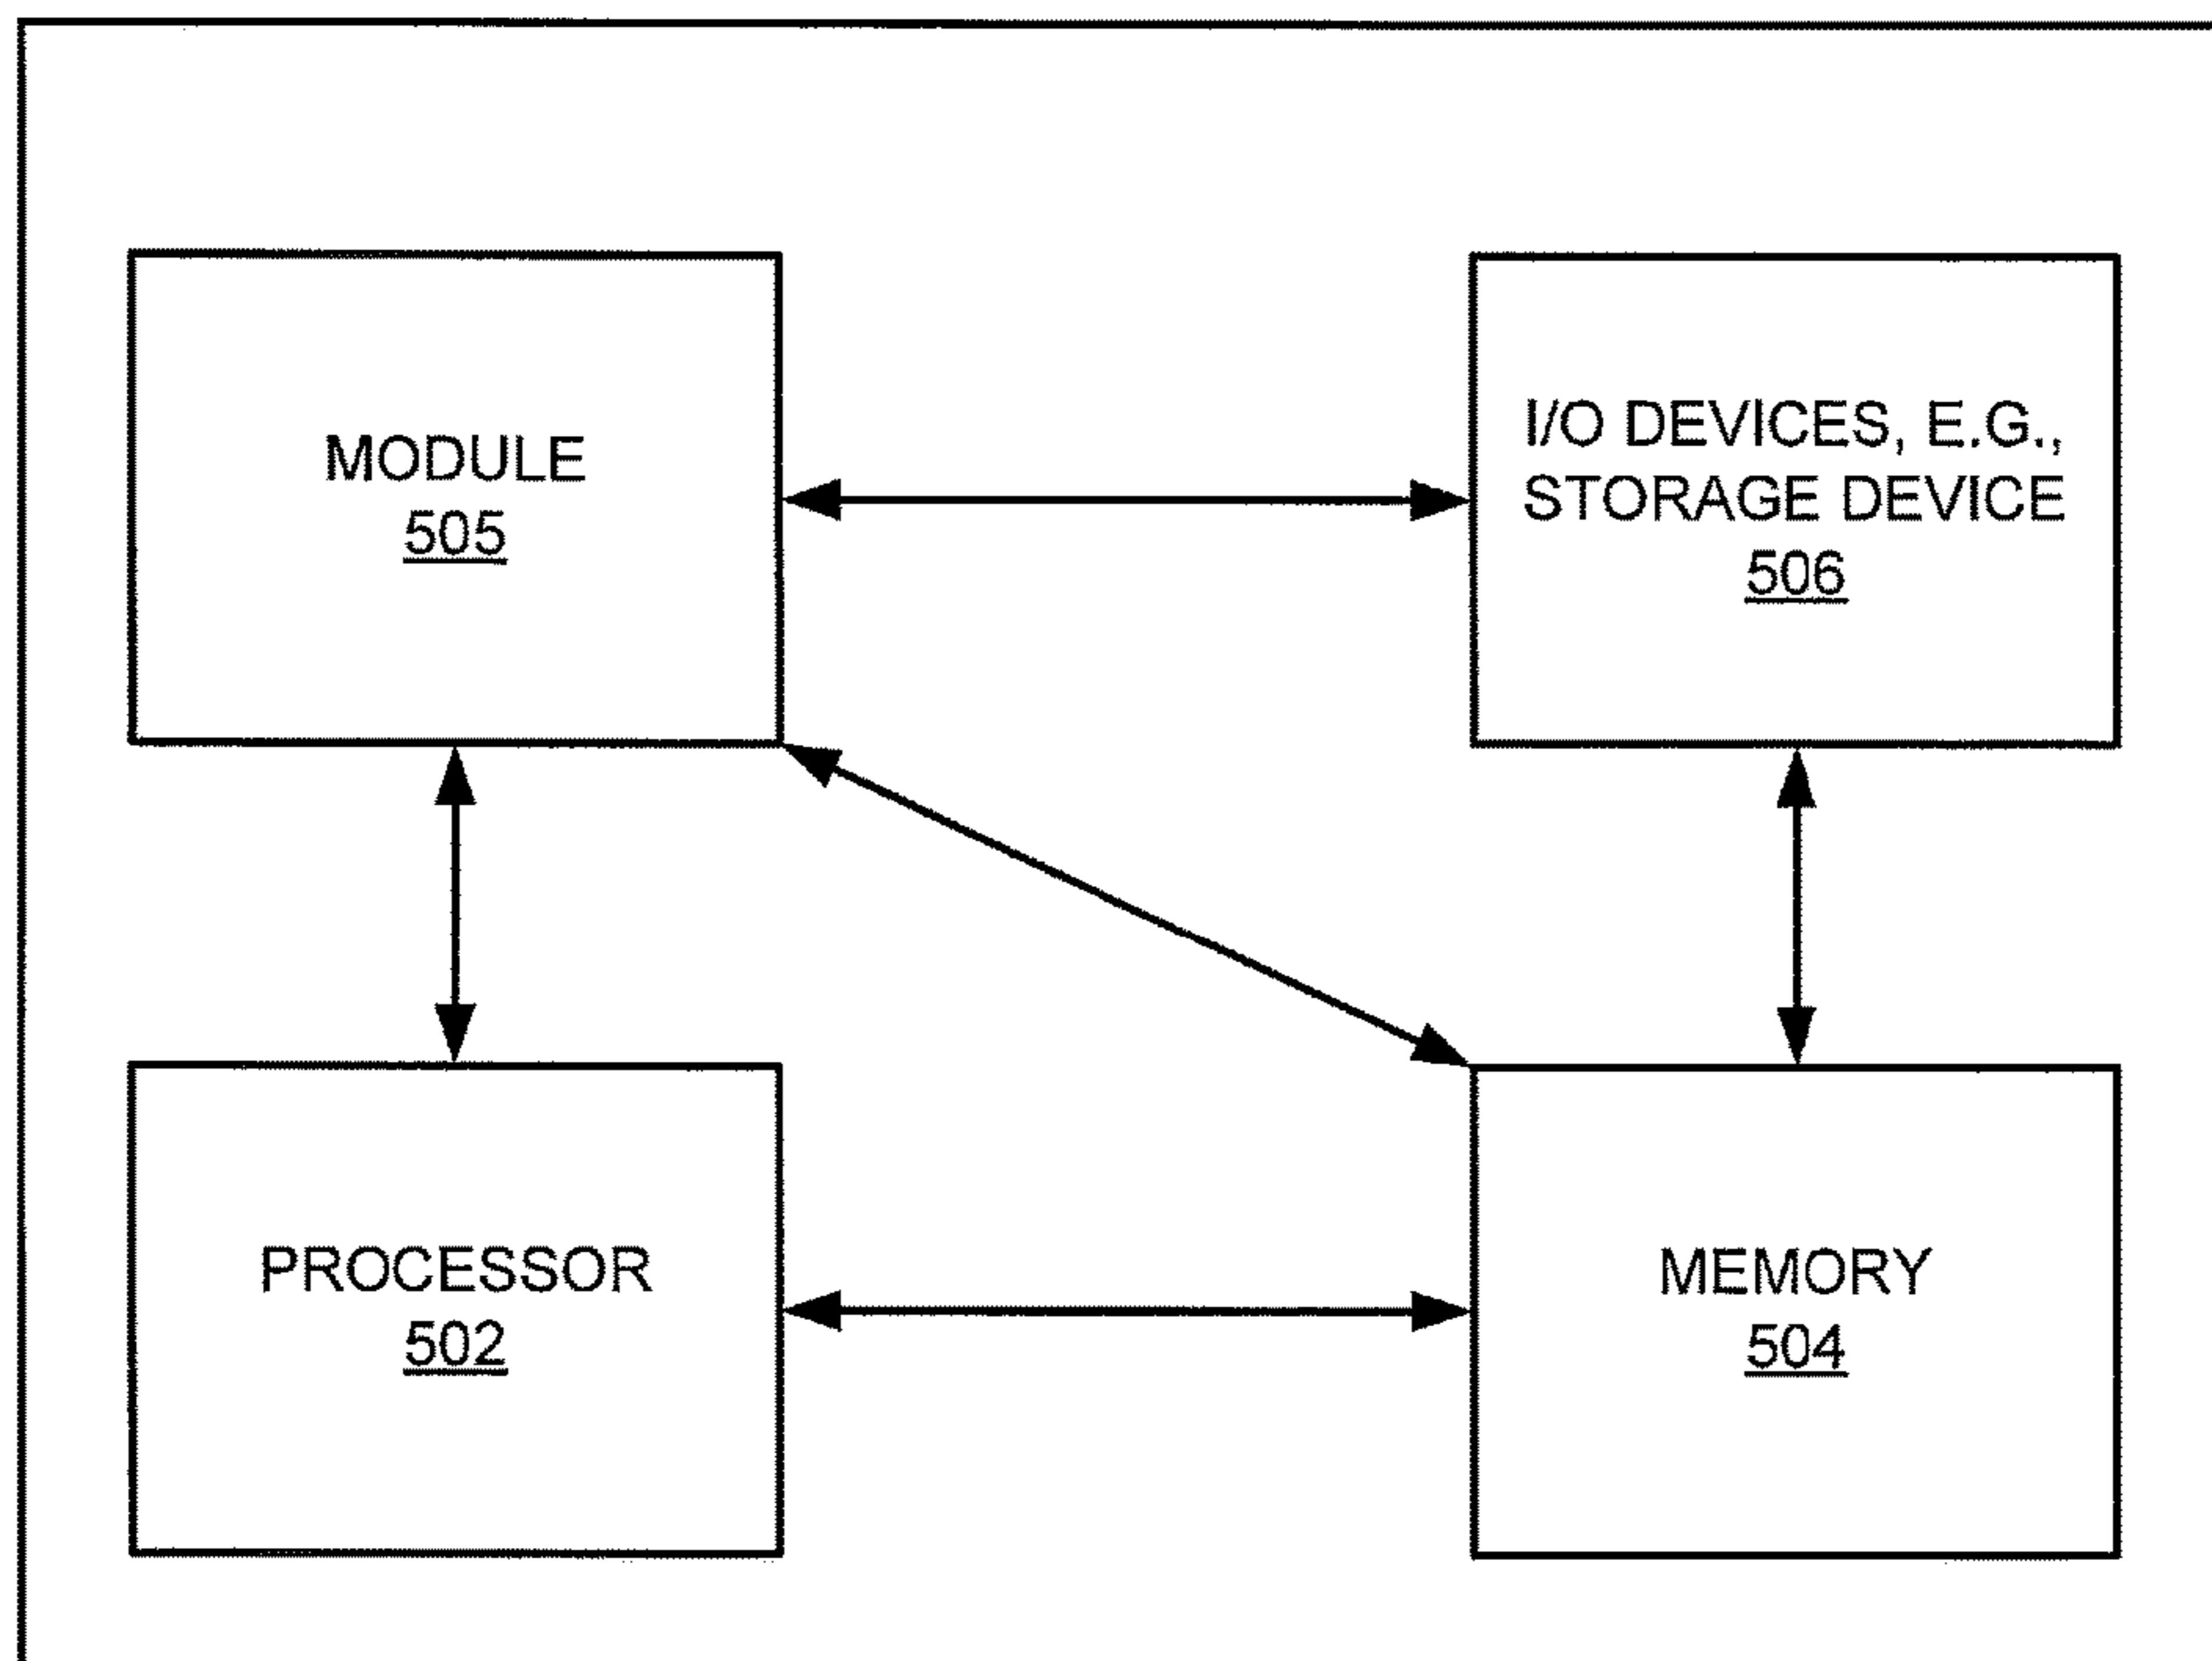 MODULE
505
I/O DEVICES, E.G.,
STORAGE DEVICE
506
PROCESSOR
502
MEMORY
504